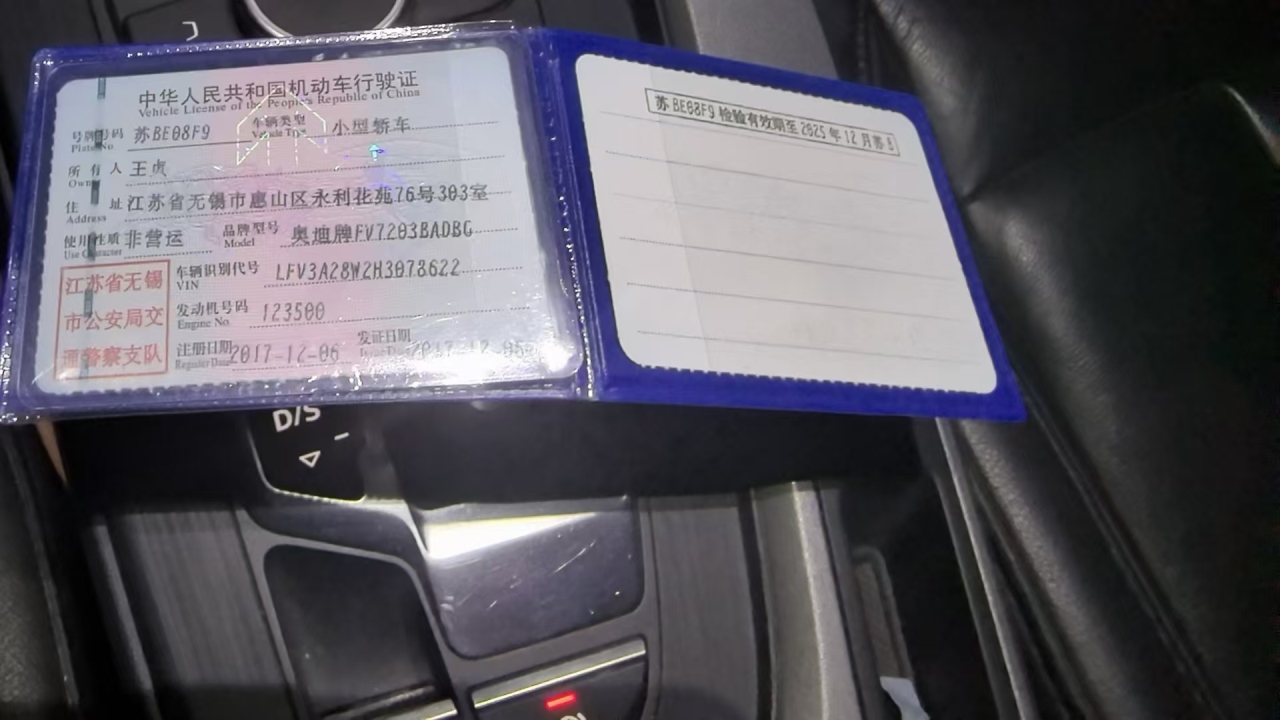 中华人民共和国机动车行驶证
Vehicle License of the People's Republic of China
号牌号码 苏BE08F9 车辆类型 小型轿车
Plate No. Vehicle Type
所有人 王虎
Owner
住址 江苏省无锡市惠山区永利花苑76号303室
Address
使用性质 非营运 品牌型号 奥迪牌FV7203BADBG
Use Character Model
车辆识别代号 LFV3A28W2H3078622
VIN
发动机号码 123500
Engine No.
注册日期 2017-12-06 发证日期
Register Date Issue Date
江苏省无锡
市公安局交
通警察支队
苏BE08F9 检验有效期至2025年12月
D/S